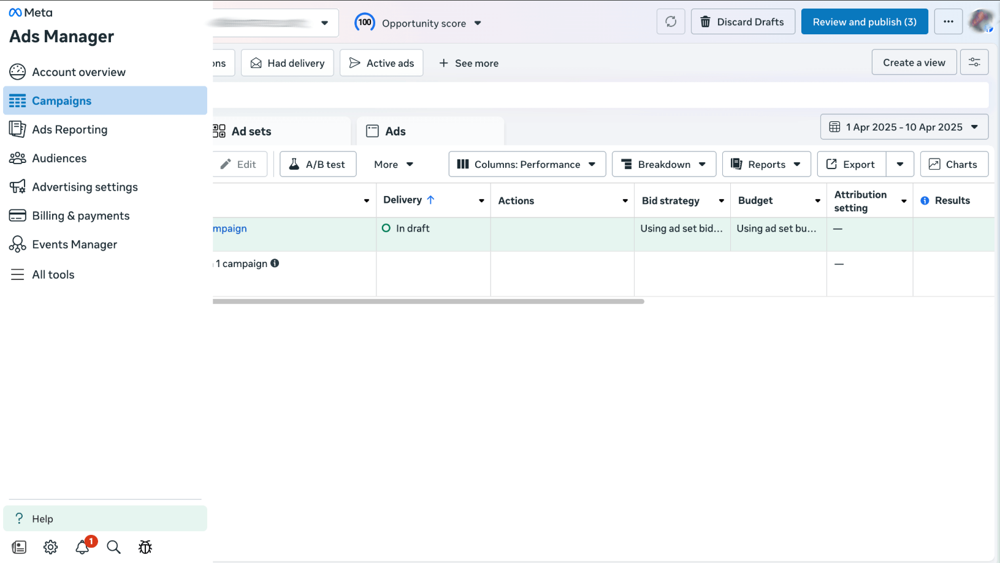 Meta
Ads Manager
Account overview
Campaigns
Ads Reporting
Audiences
Advertising settings
Billing & payments
Events Manager
All tools
Help
1
100 Opportunity score
Discard Drafts
Review and publish (3)
ons
Had delivery
Active ads
+ See more
Create a view
Ad sets
Ads
1 Apr 2025 - 10 Apr 2025
Edit
A/B test
More
Columns: Performance
Breakdown
Reports
Export
Charts
Delivery ↑
Actions
Bid strategy
Budget
Attribution
setting
Results
mpaign
In draft
Using ad set bid...
Using ad set bu...
—
1 campaign
—